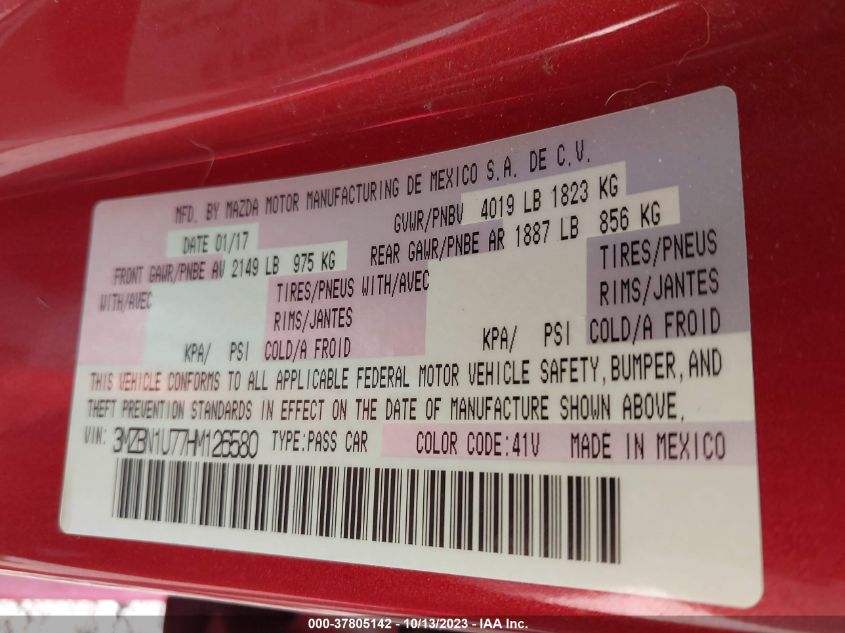 MFD. BY MAZDA MOTOR MANUFACTURING DE MEXICO S.A. DE C.V.
DATE 01/17 GVWR/PNBV 4019 LB 1823 KG
FRONT GAWR/PNBE AV 2149 LB 975 KG REAR GAWR/PNBE AR 1887 LB 856 KG
WITH/AVEC TIRES/PNEUS WITH/AVEC TIRES/PNEUS
RIMS/JANTES RIMS/JANTES
KPA/ PSI COLD/A FROID KPA/ PSI COLD/A FROID
THIS VEHICLE CONFORMS TO ALL APPLICABLE FEDERAL MOTOR VEHICLE SAFETY, BUMPER, AND
THEFT PREVENTION STANDARDS IN EFFECT ON THE DATE OF MANUFACTURE SHOWN ABOVE.
VIN: 3MZBN1U77HM126580 TYPE:PASS CAR COLOR CODE:41V MADE IN MEXICO
000-37805142 - 10/13/2023 - IAA Inc.